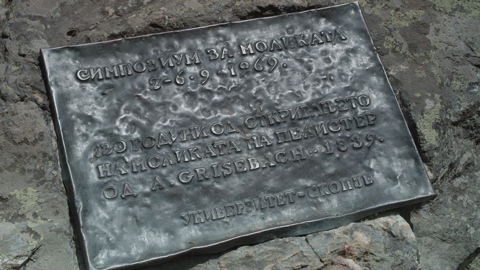 СИМПОЗИУМ ЗА МОЛИКАТА
2-6·9·1969.
130 ГОДИНИ ОД ОТКРИВАЊЕТО
НА МОЛИКАТА НА ПЕЛИСТЕР
ОД A. GRISEBACH - 1839.
УНИВЕРЗИТЕТ-СКОПЈЕ